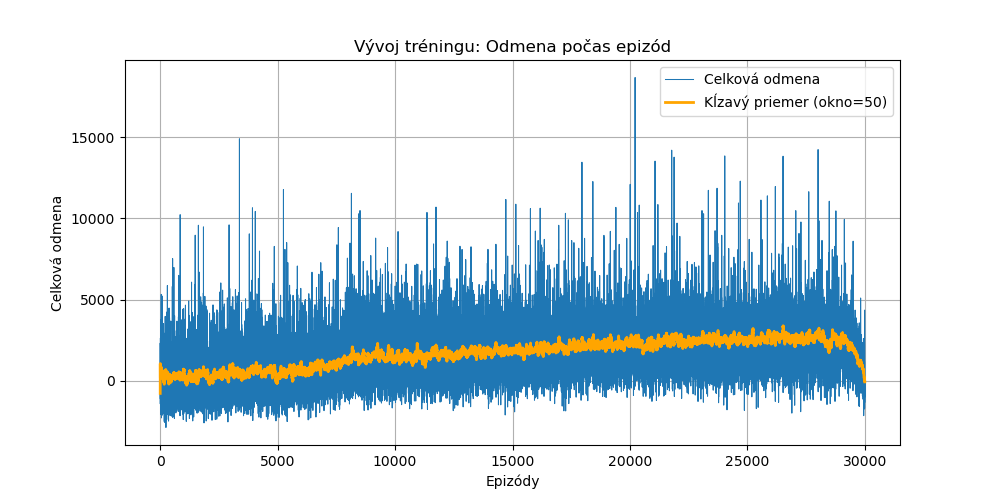 Vývoj tréningu: Odmena počas epizód
Celková odmena
Kĺzavý priemer (okno=50)
15000
10000
5000
0
Celková odmena
0
5000
10000
15000
20000
25000
30000
Epizódy